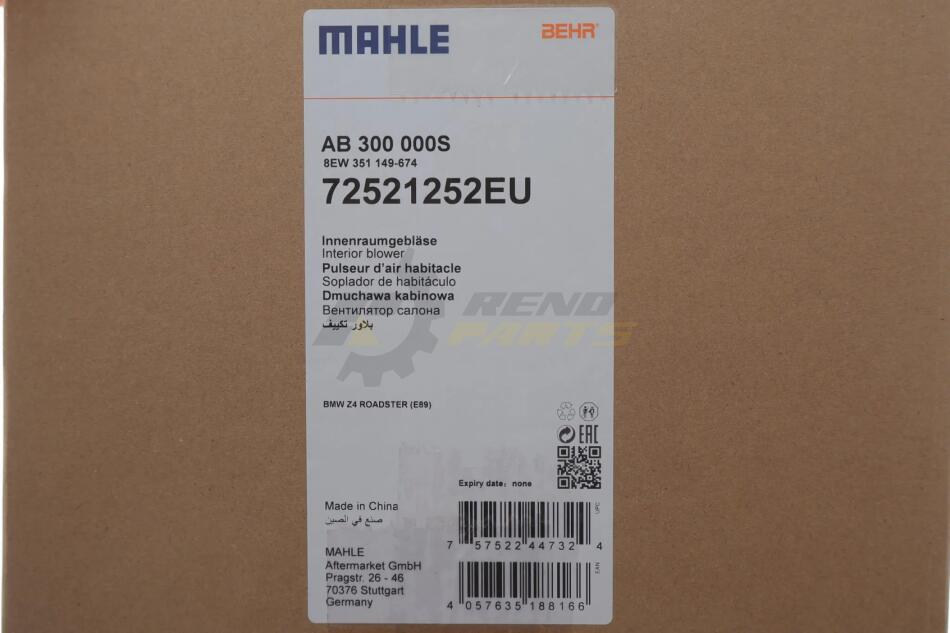 MAHLE
BEHR
AB 300 000S
8EW 351 149-674
72521252EU
Innenraumgebläse
Interior blower
Pulseur d'air habitacle
Soplador de habitáculo
Dmuchawa kabinowa
Вентилятор салона
بلاور تكييف
RENO
PARTS
BMW Z4 ROADSTER (E89)
EAC
Expiry date: none
Made in China
صنع في الصين
UPC
7 57522 44732 4
MAHLE
Aftermarket GmbH
Pragstr. 26 - 46
70376 Stuttgart
Germany
EAN
4 057635 188166